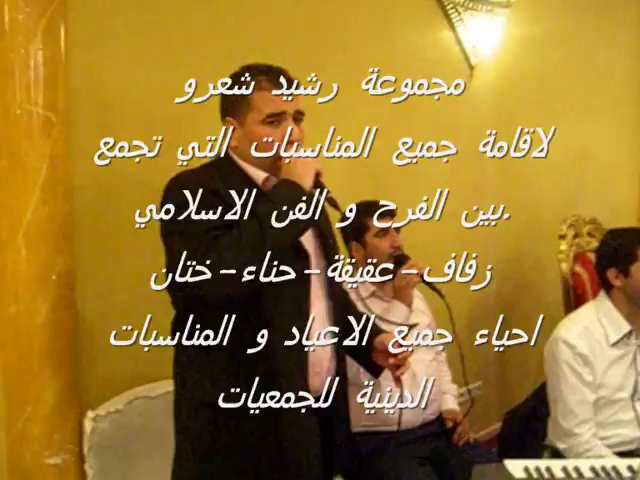 مجموعة رشيد شعرو
لاقامة جميع المناسبات التي تجمع
بين الفرح و الفن الاسلامي.
زفاف-عقيقة-حناء-ختان
احياء جميع الاعياد و المناسبات
الدينية للجمعيات